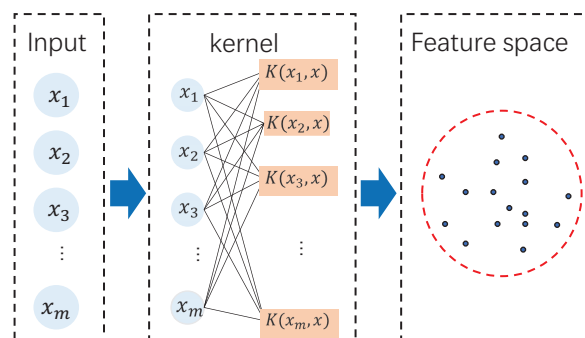 Input
x₁
x₂
x₃
⋮
xₘ
kernel
x₁
x₂
x₃
⋮
xₘ
K(x₁, x)
K(x₂, x)
K(x₃, x)
⋮
K(xₘ, x)
Feature space